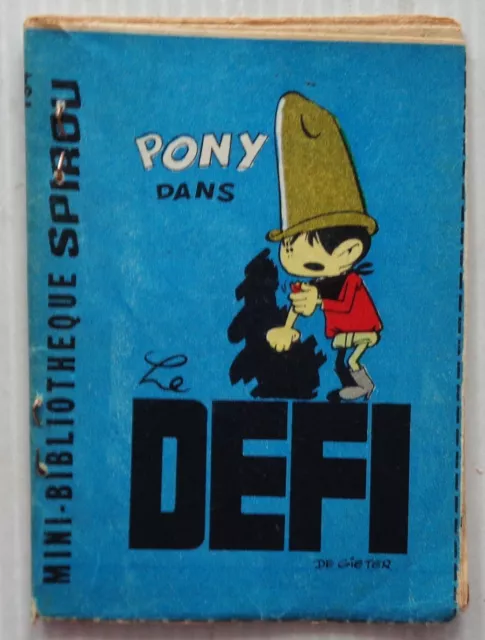 PONY
DANS
Le
DEFI
DE GIETER
MINI-BIBLIOTHEQUE SPIROU